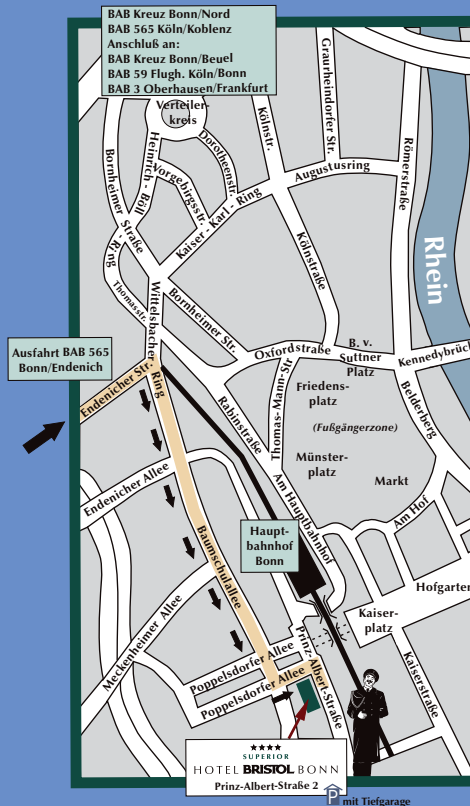 BAB Kreuz Bonn/Nord
BAB 565 Köln/Koblenz
Anschluß an:
BAB Kreuz Bonn/Beuel
BAB 59 Flugh. Köln/Bonn
BAB 3 Oberhausen/Frankfurt
Verteiler-
kreis
Kölnstr.
Graurheindorfer Str.
Römerstraße
Dorotheenstr.
Heinrich - Böll
- Ring
Vorgebirgsstr.
Bornheimer Straße
Augustusring
Kaiser - Karl - Ring
Kölnstraße
Rhein
Thomasstr.
Wittelsbacher Ring
Bornheimer Str.
Oxfordstraße
B. v.
Suttner
Platz
Kennedybrück
Ausfahrt BAB 565
Bonn/Endenich
Endenicher Str.
Rabinstraße
Thomas-Mann-Str
Friedens-
platz
(Fußgängerzone)
Belderberg
Münster-
platz
Markt
Endenicher Allee
Am Hauptbahnhof
Am Hof
Haupt-
bahnhof
Bonn
Baumschulallee
Hofgarten
Meckenheimer Allee
Kaiser-
platz
Poppelsdorfer Allee
Poppelsdorfer Allee
Prinz-Albert-Straße
Kaiserstraße
★★★★
SUPERIOR
HOTEL BRISTOL BONN
Prinz-Albert-Straße 2
P mit Tiefgarage